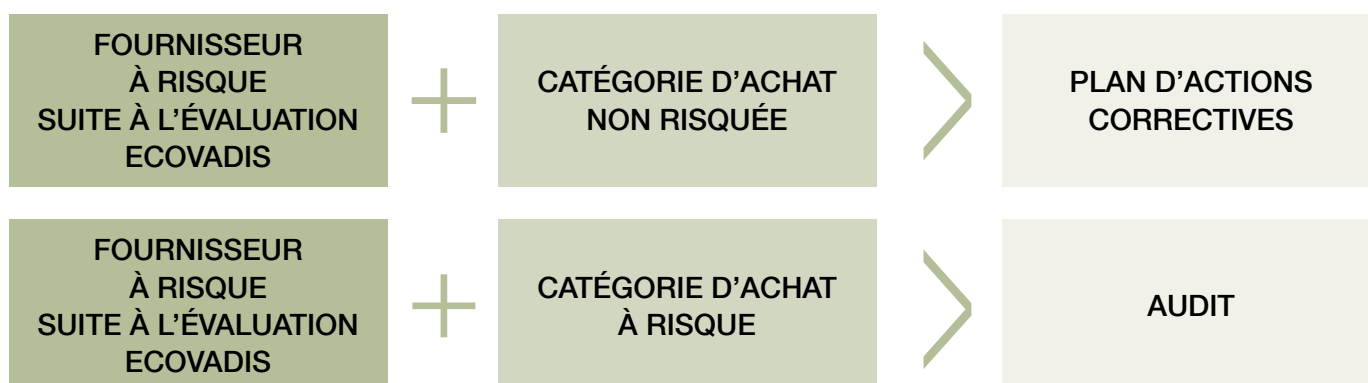 FOURNISSEUR
À RISQUE
SUITE À L'ÉVALUATION
ECOVADIS
+
CATÉGORIE D'ACHAT
NON RISQUÉE
PLAN D'ACTIONS
CORRECTIVES
FOURNISSEUR
À RISQUE
SUITE À L'ÉVALUATION
ECOVADIS
+
CATÉGORIE D'ACHAT
À RISQUE
AUDIT